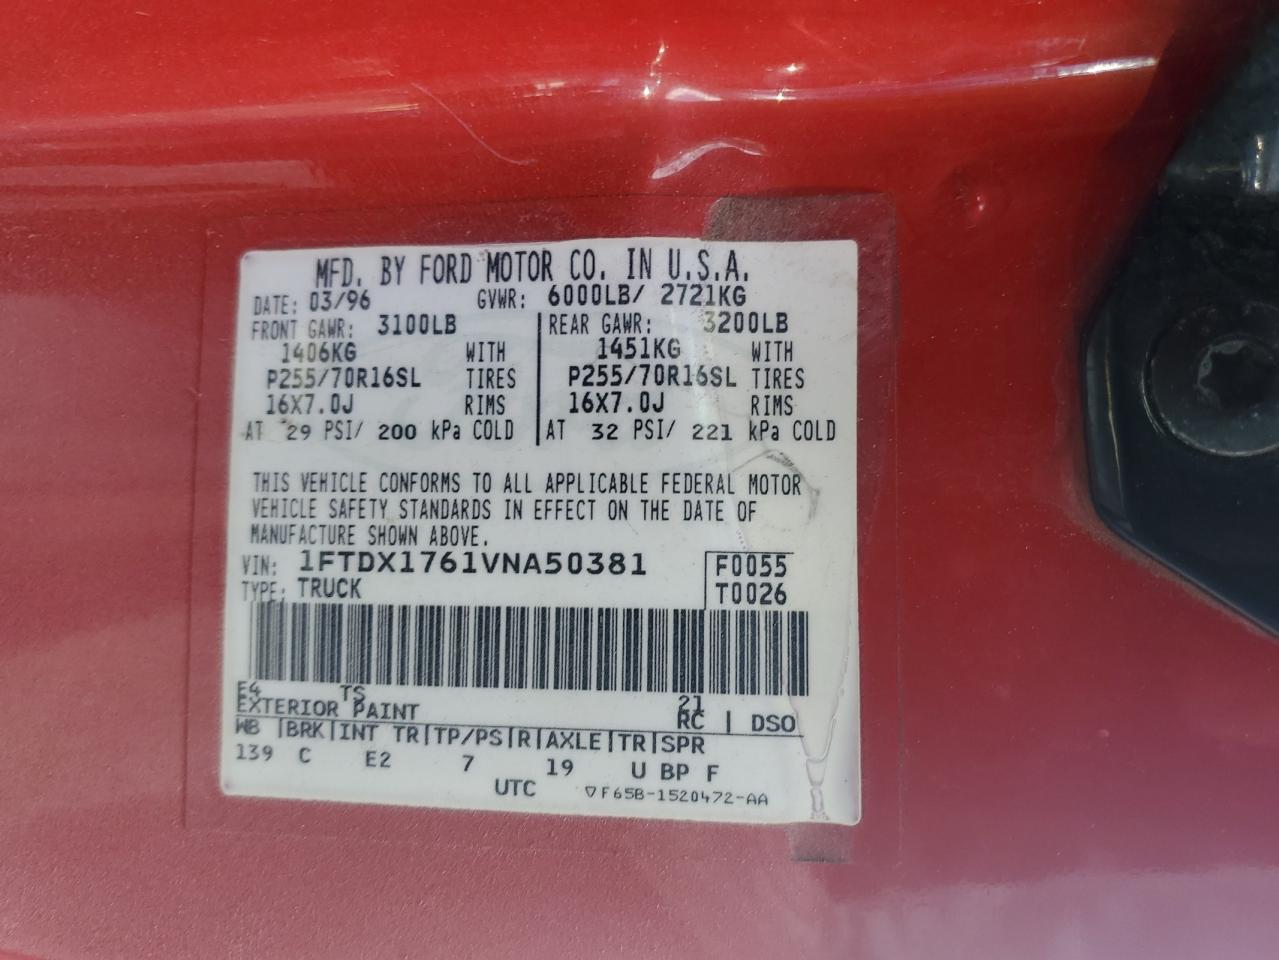 MFD. BY FORD MOTOR CO. IN U.S.A.
DATE: 03/96 GVWR: 6000LB/ 2721KG
FRONT GAWR: 3100LB REAR GAWR: 3200LB
1406KG WITH 1451KG WITH
P255/70R16SL TIRES P255/70R16SL TIRES
16X7.0J RIMS 16X7.0J RIMS
AT 29 PSI/ 200 kPa COLD AT 32 PSI/ 221 kPa COLD
THIS VEHICLE CONFORMS TO ALL APPLICABLE FEDERAL MOTOR
VEHICLE SAFETY STANDARDS IN EFFECT ON THE DATE OF
MANUFACTURE SHOWN ABOVE.
VIN: 1FTDX1761VNA50381 F0055
TYPE: TRUCK T0026
E4 TS 21
EXTERIOR PAINT RC | DSO
WB |BRK|INT TR|TP/PS|R|AXLE|TR|SPR
139 C E2 7 19 U BP F
UTC ▽F65B-1520472-AA